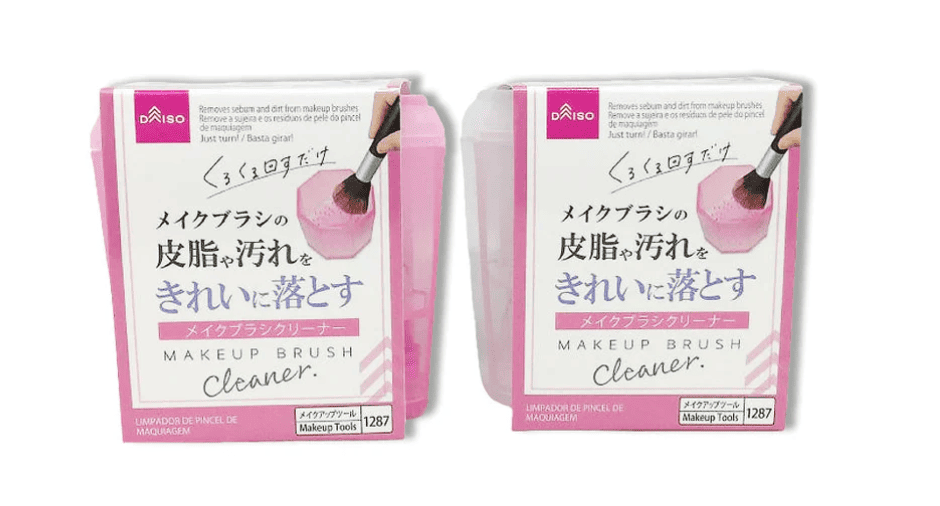 DAISO
Removes sebum and dirt from makeup brushes
Remove a sujeira e os resíduos de pele do pincel
de maquiagem
Just turn! / Basta girar!
くるくる回すだけ
メイクブラシの
皮脂や汚れを
きれいに落とす
メイクブラシクリーナー
MAKEUP BRUSH
Cleaner.
LIMPADOR DE PINCEL DE
MAQUIAGEM
メイクアップツール
Makeup Tools
1287
DAISO
Removes sebum and dirt from makeup brushes
Remove a sujeira e os resíduos de pele do pincel
de maquiagem
Just turn! / Basta girar!
くるくる回すだけ
メイクブラシの
皮脂や汚れを
きれいに落とす
メイクブラシクリーナー
MAKEUP BRUSH
Cleaner.
LIMPADOR DE PINCEL DE
MAQUIAGEM
メイクアップツール
Makeup Tools
1287